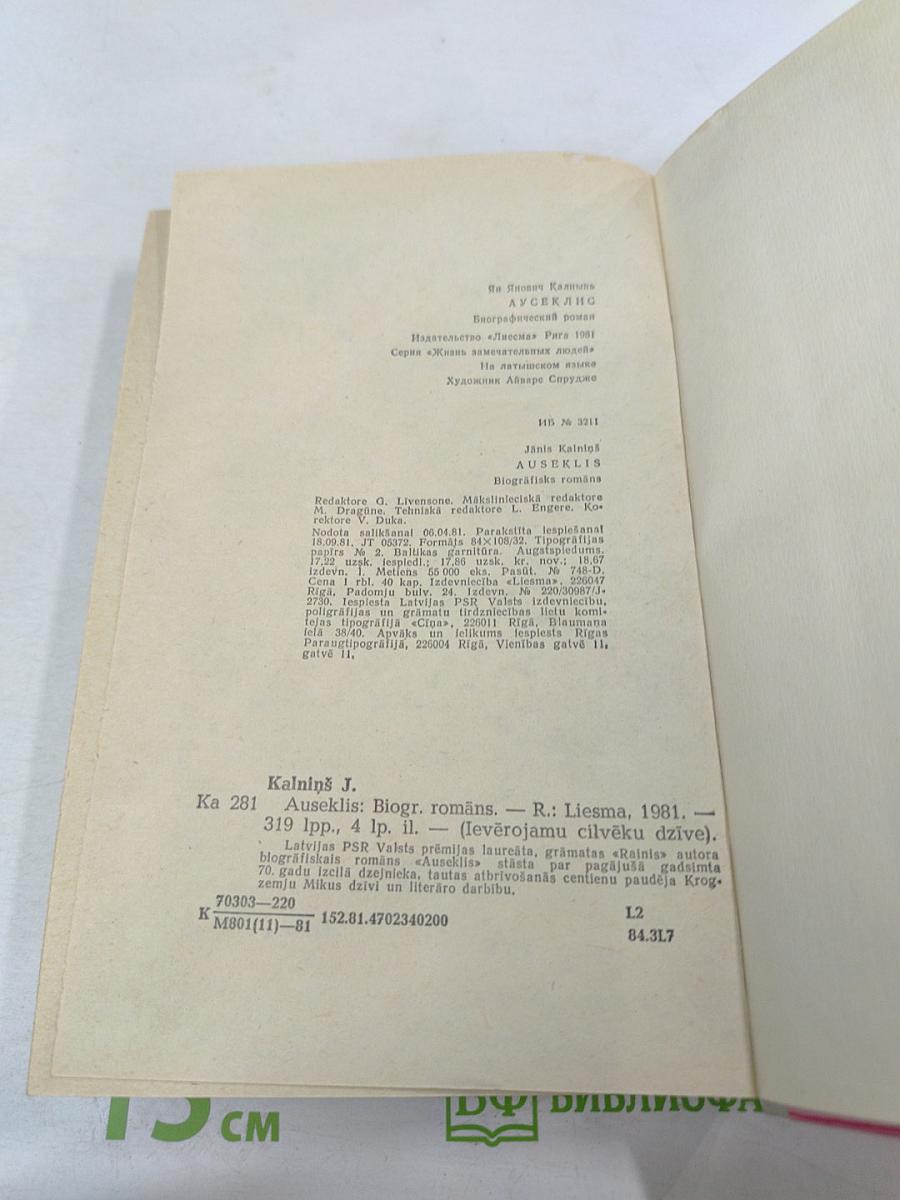 Ян Янович Калнынь
АУСЕКЛИС
Биографический роман
Издательство «Лиесма» Рига 1981
Серия «Жизнь замечательных людей»
На латышском языке
Художник Айварс Спрудже
ИБ № 3211
Jānis Kalniņš
AUSEKLIS
Biogrāfisks romāns
Redaktore G. Līvensone. Mākslinieciskā redaktore
M. Dragūne. Tehniskā redaktore L. Engere. Ko-
rektore V. Duka.
Nodota salikšanai 06.04.81. Parakstīta iespiešanai
18.09.81. JT 05372. Formāts 84×108/32. Tipogrāfijas
papīrs № 2. Baltikas garnitūra. Augstspiedums.
17,22 uzsk. iespiedl.; 17,86 uzsk. kr. nov.; 18,67
izdevn. l. Metiens 55 000 eks. Pasūt. № 748-D.
Cena 1 rbl. 40 kap. Izdevniecība «Liesma», 226047
Rīgā, Padomju bulv. 24. Izdevn. № 220/30987/J-
2730. Iespiesta Latvijas PSR Valsts izdevniecību,
poligrāfijas un grāmatu tirdzniecības lietu komi-
tejas tipogrāfijā «Cīņa», 226011 Rīgā, Blaumaņa
ielā 38/40. Apvāks un ielikums iespiests Rīgas
Paraugtipogrāfijā, 226004 Rīgā, Vienības gatvē 11,
gatvē 11.
Kalniņš J.
Ka 281 Auseklis: Biogr. romāns. — R.: Liesma, 1981. —
319 lpp., 4 lp. il. — (Ievērojamu cilvēku dzīve).
Latvijas PSR Valsts prēmijas laureāta, grāmatas «Rainis» autora
biogrāfiskais romāns «Auseklis» stāsta par pagājušā gadsimta
70. gadu izcilā dzejnieka, tautas atbrīvošanās centienu paudēja Krog-
zemju Mikus dzīvi un literāro darbību.
K 70303—220
M801(11)—81 152.81.4702340200
L2
84.3L7
15 см
БФ БИБЛИОФА